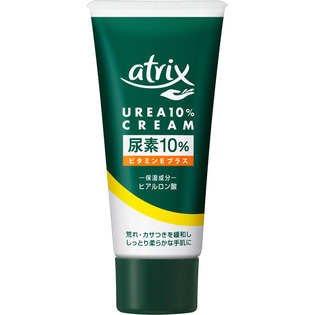 atrix
UREA10%
CREAM
尿素10%
ビタミンEプラス
―保湿成分―
ヒアルロン酸
荒れ・カサつきを緩和し
しっとり柔らかな手肌に